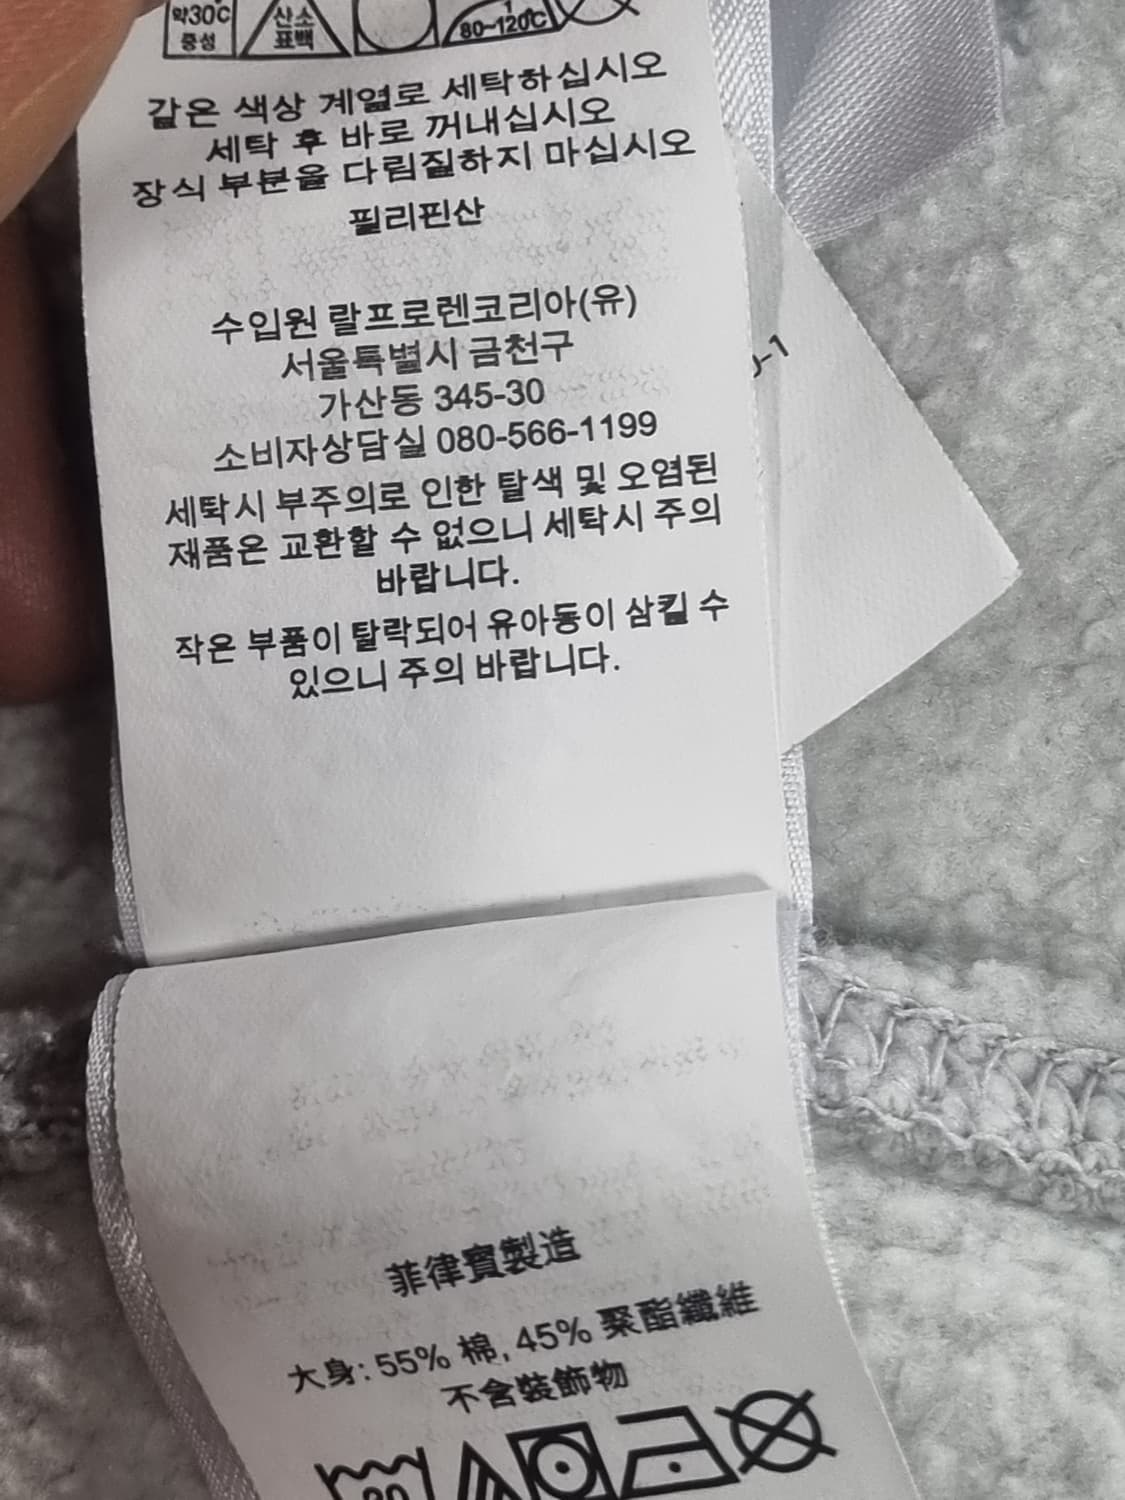 약30℃
중성
산소
표백
80~120℃
같은 색상 계열로 세탁하십시오
세탁 후 바로 꺼내십시오
장식 부분을 다림질하지 마십시오
필리핀산
수입원 랄프로렌코리아(유)
서울특별시 금천구
가산동 345-30
소비자상담실 080-566-1199
세탁시 부주의로 인한 탈색 및 오염된
재품은 교환할 수 없으니 세탁시 주의
바랍니다.
작은 부품이 탈락되어 유아동이 삼킬 수
있으니 주의 바랍니다.
菲律賓製造
大身: 55% 棉, 45% 聚酯纖維
不含裝飾物
30